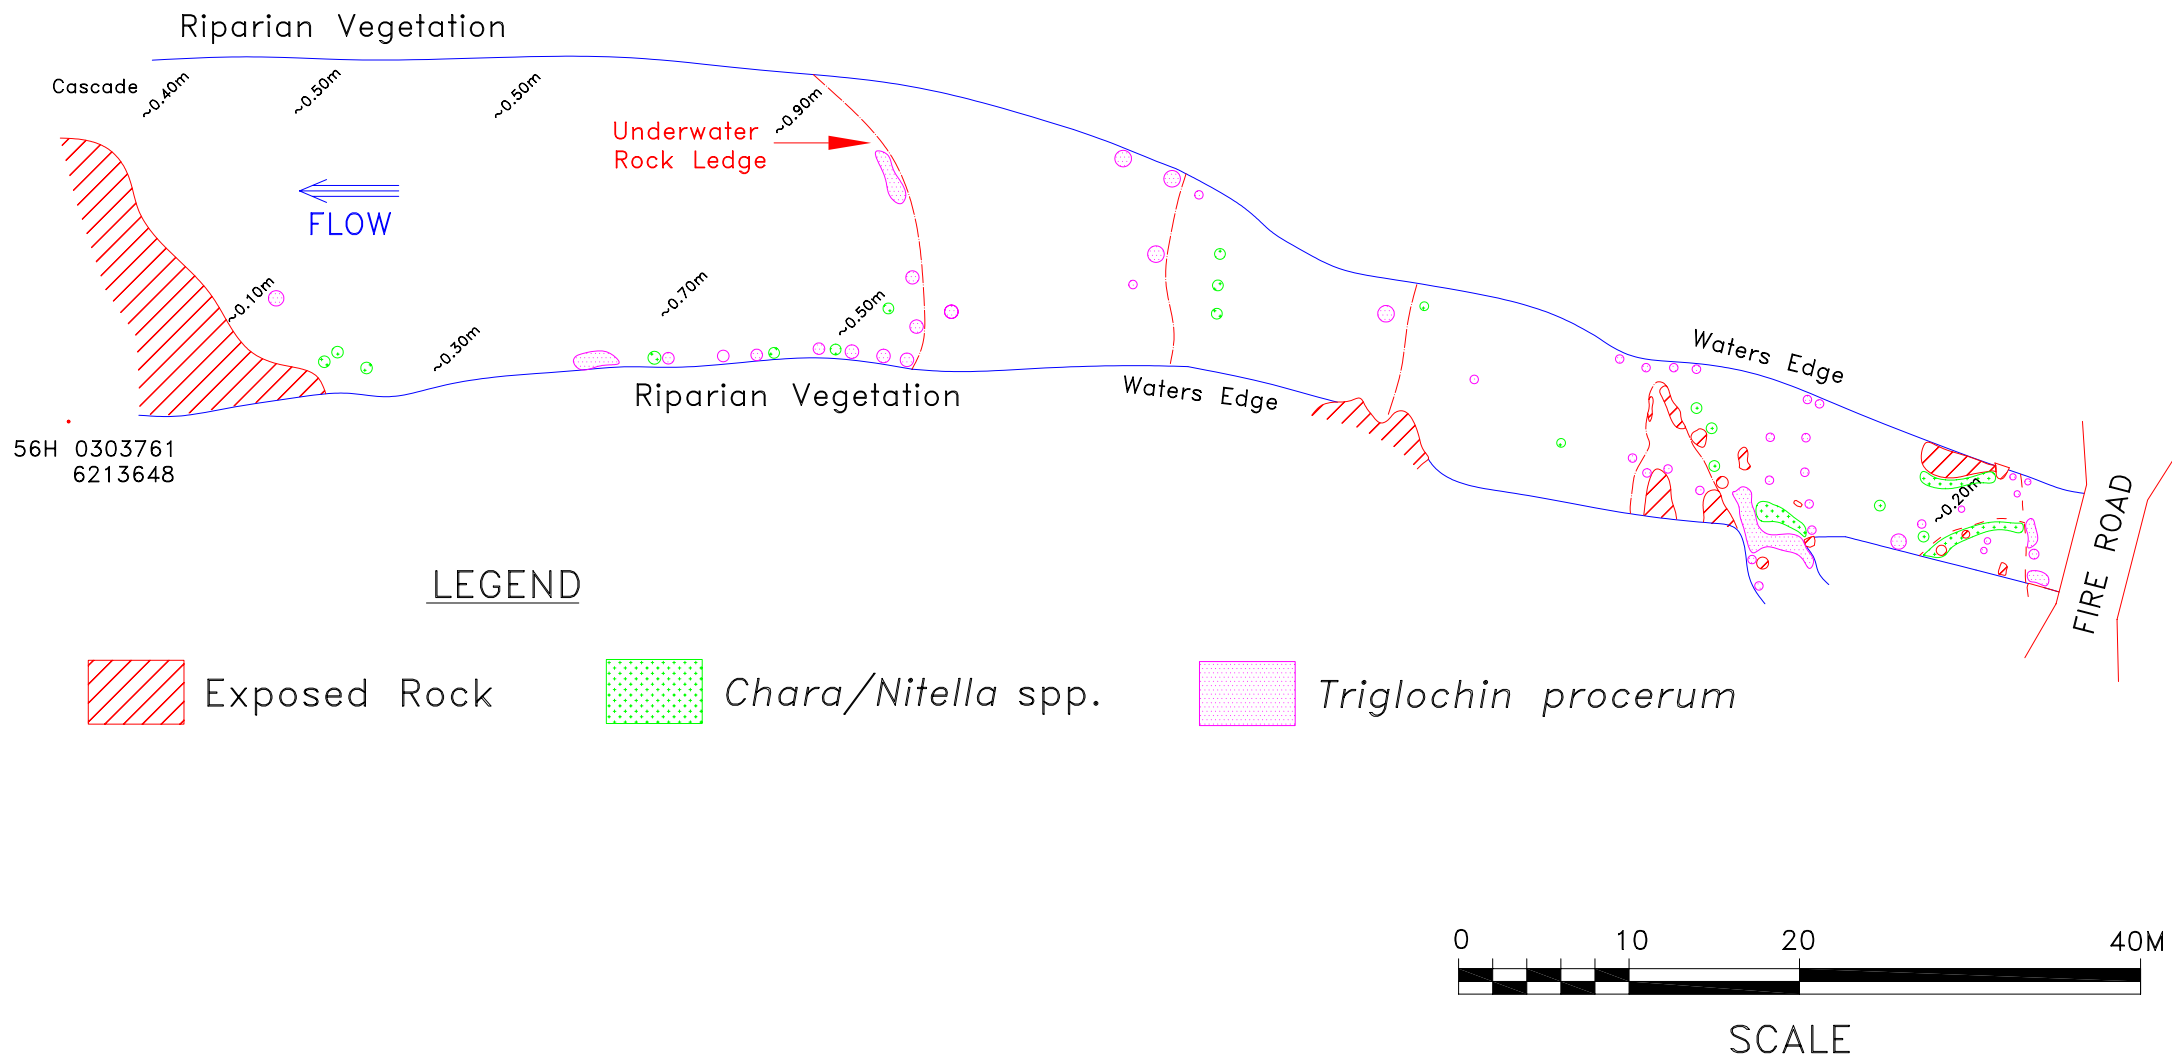 Riparian Vegetation
Cascade
~0.40m
~0.50m
~0.50m
~0.90m
Underwater
Rock Ledge
FLOW
~0.10m
~0.30m
~0.70m
~0.50m
Riparian Vegetation
Waters Edge
Waters Edge
~0.20m
FIRE ROAD
56H 0303761
6213648
LEGEND
Exposed Rock
Chara/Nitella spp.
Triglochin procerum
0 10 20 40M
SCALE